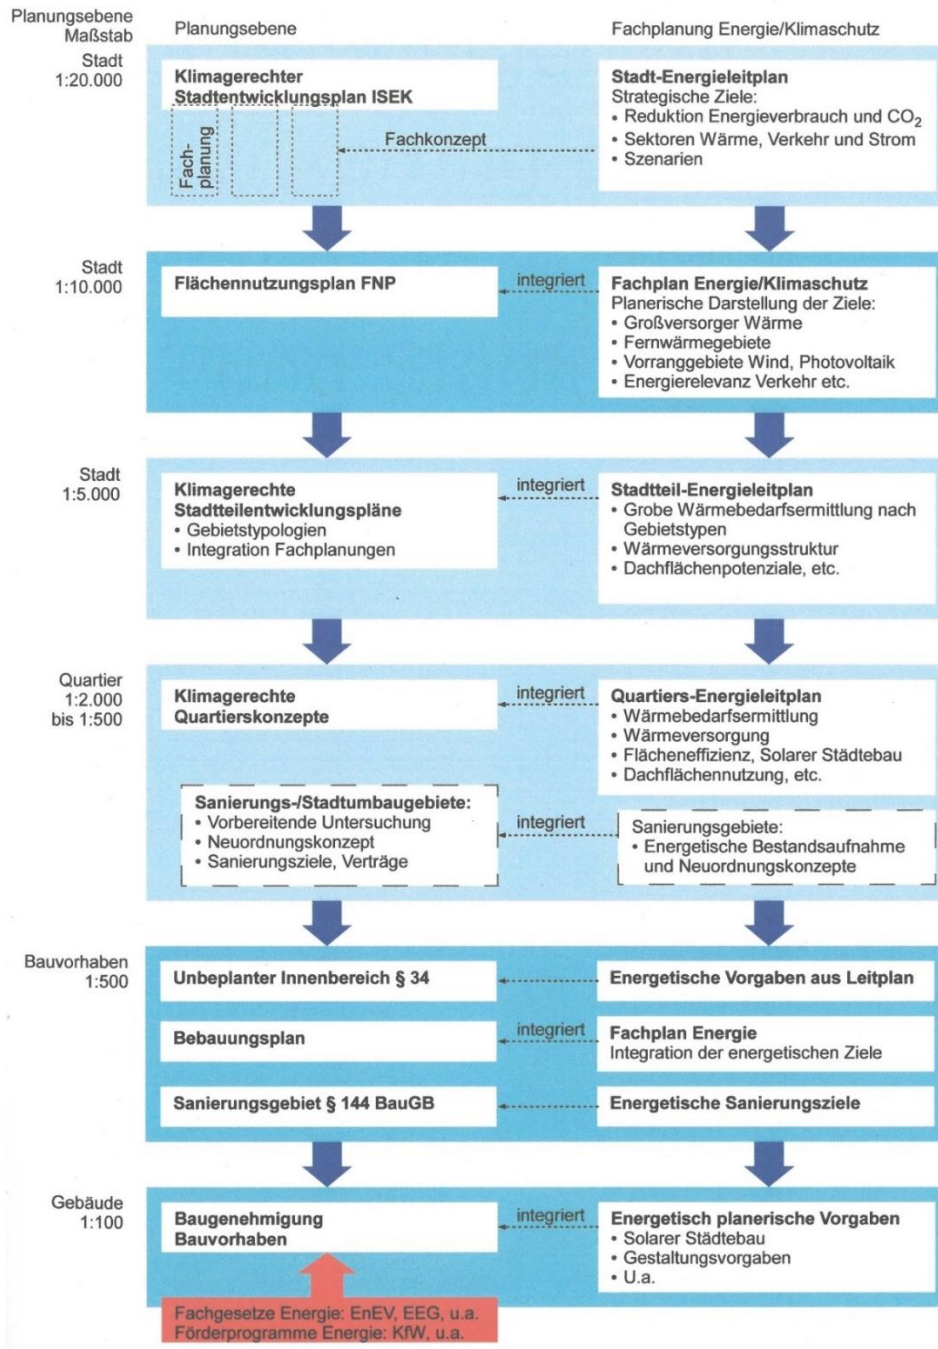 Planungsebene
Maßstab
Planungsebene
Fachplanung Energie/Klimaschutz
Stadt
1:20.000
Klimagerechter
Stadtentwicklungsplan ISEK
Fach-
planung
Fachkonzept
Stadt-Energieleitplan
Strategische Ziele:
• Reduktion Energieverbrauch und CO₂
• Sektoren Wärme, Verkehr und Strom
• Szenarien
Stadt
1:10.000
Flächennutzungsplan FNP
integriert
Fachplan Energie/Klimaschutz
Planerische Darstellung der Ziele:
• Großversorger Wärme
• Fernwärmegebiete
• Vorranggebiete Wind, Photovoltaik
• Energierelevanz Verkehr etc.
Stadt
1:5.000
Klimagerechte
Stadtteilentwicklungspläne
• Gebietstypologien
• Integration Fachplanungen
integriert
Stadtteil-Energieleitplan
• Grobe Wärmebedarfsermittlung nach
Gebietstypen
• Wärmeversorgungsstruktur
• Dachflächenpotenziale, etc.
Quartier
1:2.000
bis 1:500
Klimagerechte
Quartierskonzepte
integriert
Quartiers-Energieleitplan
• Wärmebedarfsermittlung
• Wärmeversorgung
• Flächeneffizienz, Solarer Städtebau
• Dachflächennutzung, etc.
Sanierungs-/Stadtumbaugebiete:
• Vorbereitende Untersuchung
• Neuordnungskonzept
• Sanierungsziele, Verträge
integriert
Sanierungsgebiete:
• Energetische Bestandsaufnahme
und Neuordnungskonzepte
Bauvorhaben
1:500
Unbeplanter Innenbereich § 34
Energetische Vorgaben aus Leitplan
Bebauungsplan
integriert
Fachplan Energie
Integration der energetischen Ziele
Sanierungsgebiet § 144 BauGB
Energetische Sanierungsziele
Gebäude
1:100
Baugenehmigung
Bauvorhaben
integriert
Energetisch planerische Vorgaben
• Solarer Städtebau
• Gestaltungsvorgaben
• U.a.
Fachgesetze Energie: EnEV, EEG, u.a.
Förderprogramme Energie: KfW, u.a.